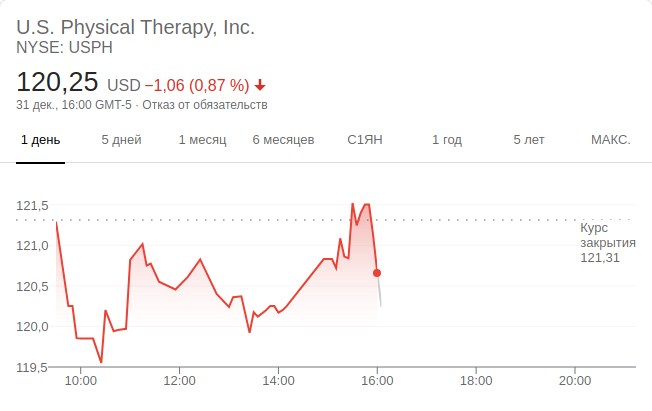 U.S. Physical Therapy, Inc.
NYSE: USPH
120,25 USD −1,06 (0,87 %)
31 дек., 16:00 GMT-5 · Отказ от обязательств
1 день 5 дней 1 месяц 6 месяцев С1ЯН 1 год 5 лет МАКС.
121,5
Курс
закрытия
121,31
121,0
120,5
120,0
119,5
10:00 12:00 14:00 16:00 18:00 20:00